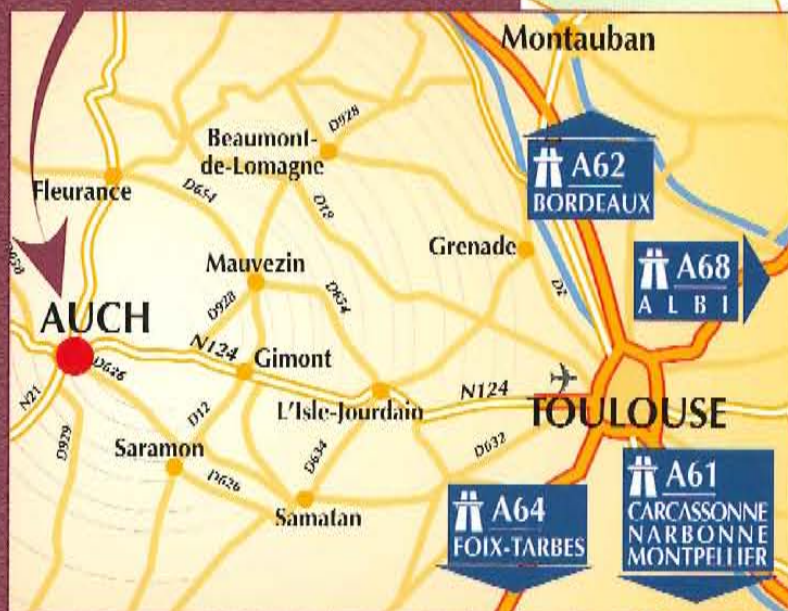 Montauban
D928
Beaumont-
de-Lomagne
A62
BORDEAUX
Fleurance
D654
D18
Grenade
A68
ALBI
Mauvezin
D928
D654
D2
AUCH
N124
Gimont
D626
N21
L'Isle-Jourdain
N124
TOULOUSE
D12
D929
Saramon
D634
D632
D626
Samatan
A64
FOIX-TARBES
A61
CARCASSONNE
NARBONNE
MONTPELLIER